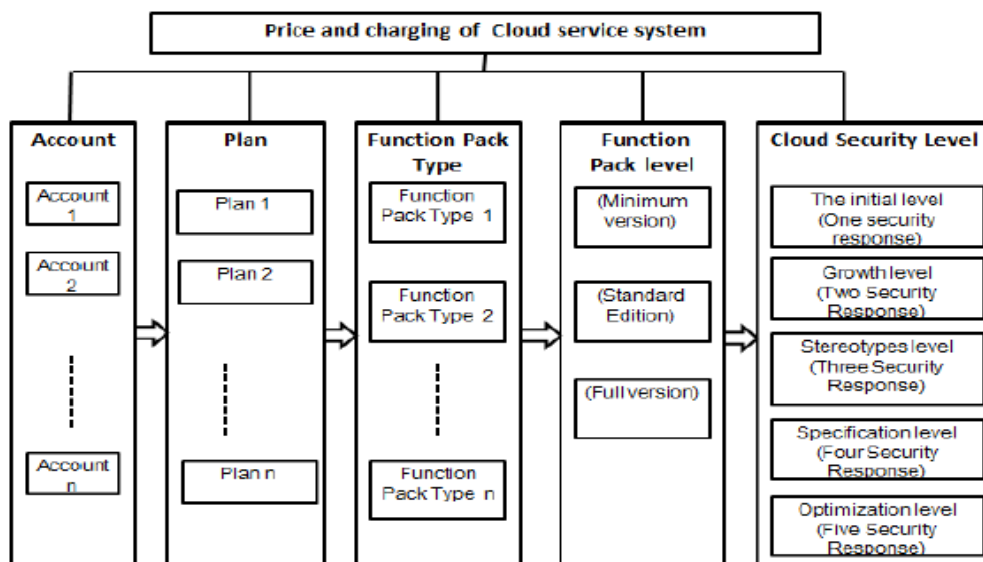 Price and charging of Cloud service system
Account
Account
1
Account
2
Account
n
Plan
Plan 1
Plan 2
Plan n
Function Pack
Type
Function
Pack Type 1
Function
Pack Type 2
Function
Pack Type n
Function
Pack level
(Minimum
version)
(Standard
Edition)
(Full version)
Cloud Security Level
The initial level
(One security
response)
Growth level
(Two Security
Response)
Stereotypes level
(Three Security
Response)
Specification level
(Four Security
Response)
Optimization level
(Five Security
Response)